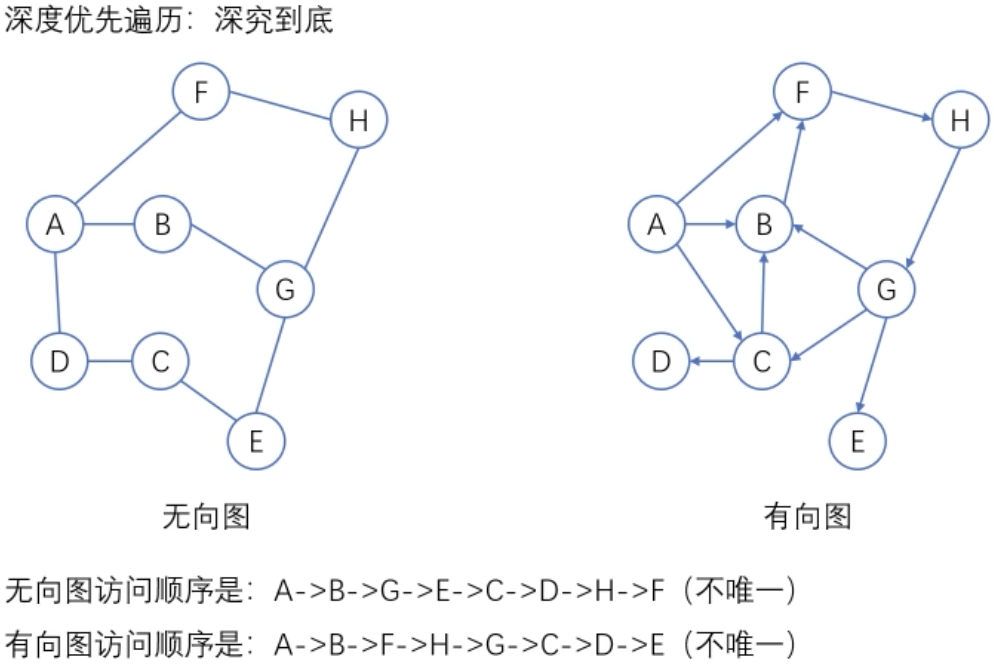 深度优先遍历：深究到底
F
H
A
B
G
D
C
E
无向图
F
H
A
B
G
D
C
E
有向图
无向图访问顺序是：A->B->G->E->C->D->H->F（不唯一）
有向图访问顺序是：A->B->F->H->G->C->D->E（不唯一）